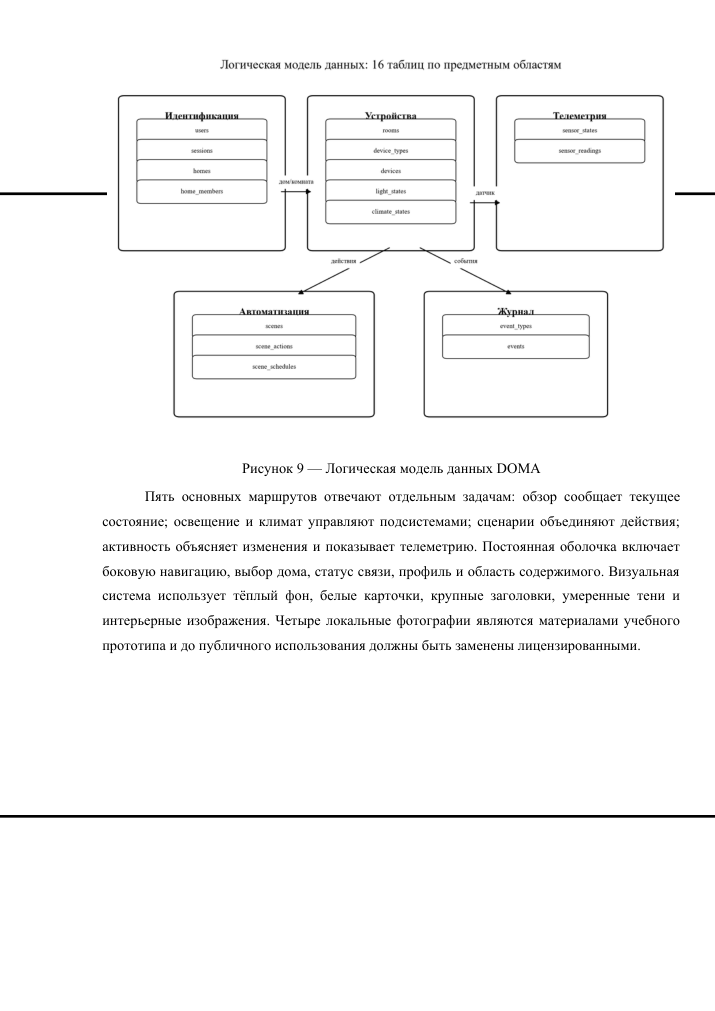 Логическая модель данных: 16 таблиц по предметным областям
Идентификация
users
sessions
homes
home_members
дом/комната
Устройства
rooms
device_types
devices
light_states
climate_states
датчик
Телеметрия
sensor_states
sensor_readings
действия
события
Автоматизация
scenes
scene_actions
scene_schedules
Журнал
event_types
events
Рисунок 9 — Логическая модель данных DOMA
Пять основных маршрутов отвечают отдельным задачам: обзор сообщает текущее
состояние; освещение и климат управляют подсистемами; сценарии объединяют действия;
активность объясняет изменения и показывает телеметрию. Постоянная оболочка включает
боковую навигацию, выбор дома, статус связи, профиль и область содержимого. Визуальная
система использует тёплый фон, белые карточки, крупные заголовки, умеренные тени и
интерьерные изображения. Четыре локальные фотографии являются материалами учебного
прототипа и до публичного использования должны быть заменены лицензированными.